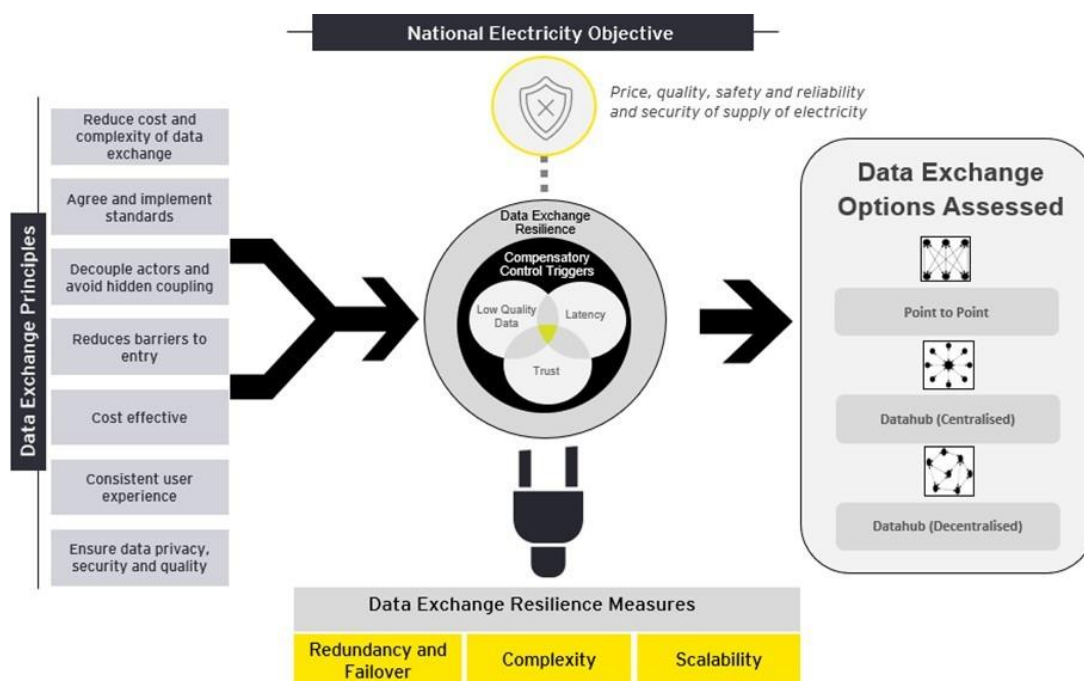 National Electricity Objective
Price, quality, safety and reliability
and security of supply of electricity
Data Exchange Principles
Reduce cost and
complexity of data
exchange
Agree and implement
standards
Decouple actors and
avoid hidden coupling
Reduces barriers to
entry
Cost effective
Consistent user
experience
Ensure data privacy,
security and quality
Data Exchange
Resilience
Compensatory
Control Triggers
Low Quality
Data
Latency
Trust
Data Exchange
Options Assessed
Point to Point
Datahub (Centralised)
Datahub (Decentralised)
Data Exchange Resilience Measures
Redundancy and
Failover
Complexity
Scalability